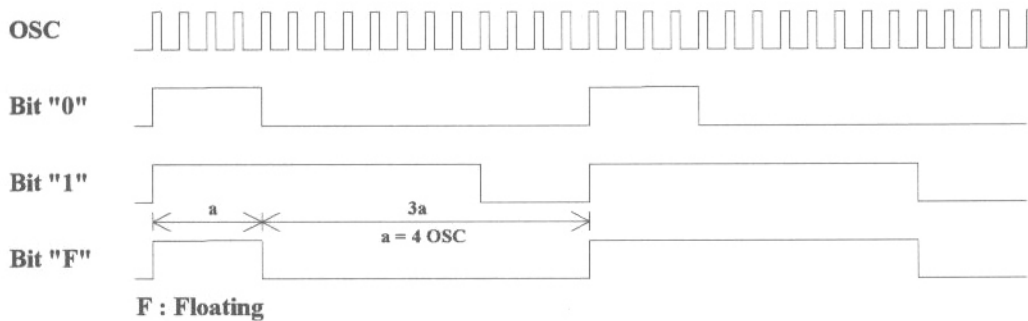 OSC
Bit "0"
Bit "1"
a 3a
a = 4 OSC
Bit "F"
F : Floating